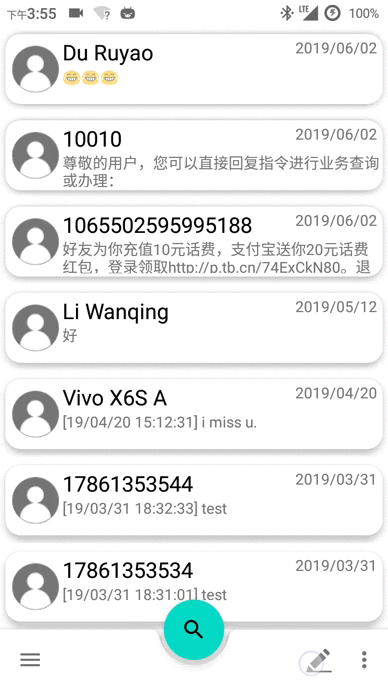 下午3:55
LTE
100%
Du Ruyao
2019/06/02
😁😁😁
10010
2019/06/02
尊敬的用户，您可以直接回复指令进行业务查询
或办理：
1065502595995188
2019/06/02
好友为你充值10元话费，支付宝送你20元话费
红包，登录领取http://p.tb.cn/74ExCkN80。退
Li Wanqing
2019/05/12
好
Vivo X6S A
2019/04/20
[19/04/20 15:12:31] i miss u.
17861353544
2019/03/31
[19/03/31 18:32:33] test
17861353534
2019/03/31
[19/03/31 18:31:01] test